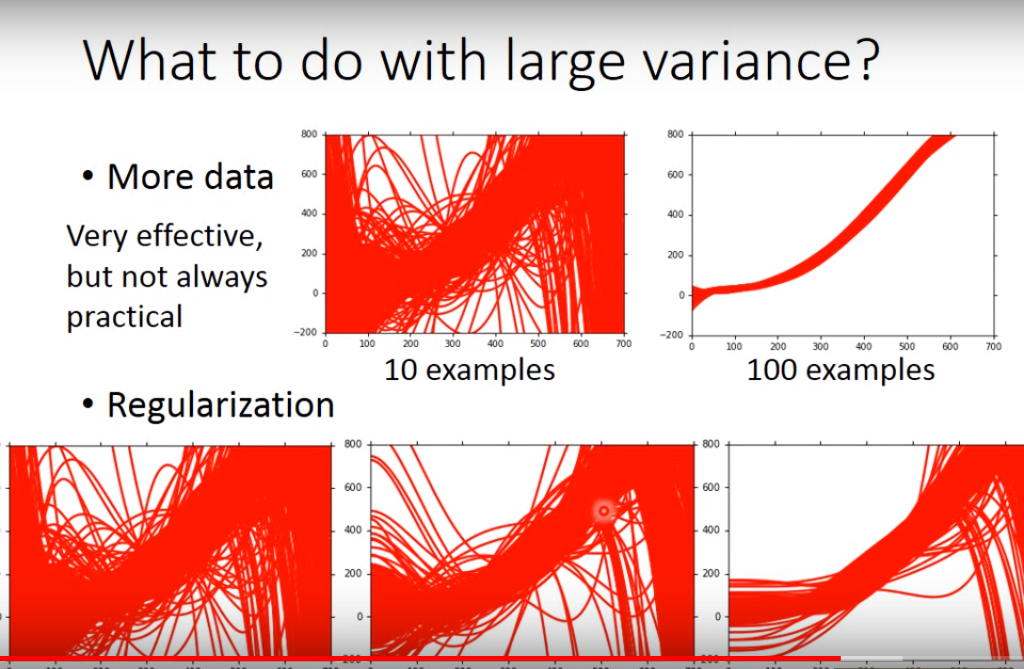 What to do with large variance?
• More data
Very effective,
but not always
practical
800
600
400
200
0
−200
0 100 200 300 400 500 600 700
10 examples
800
600
400
200
0
−200
0 100 200 300 400 500 600 700
100 examples
• Regularization
800
600
400
200
0
800
600
400
200
0